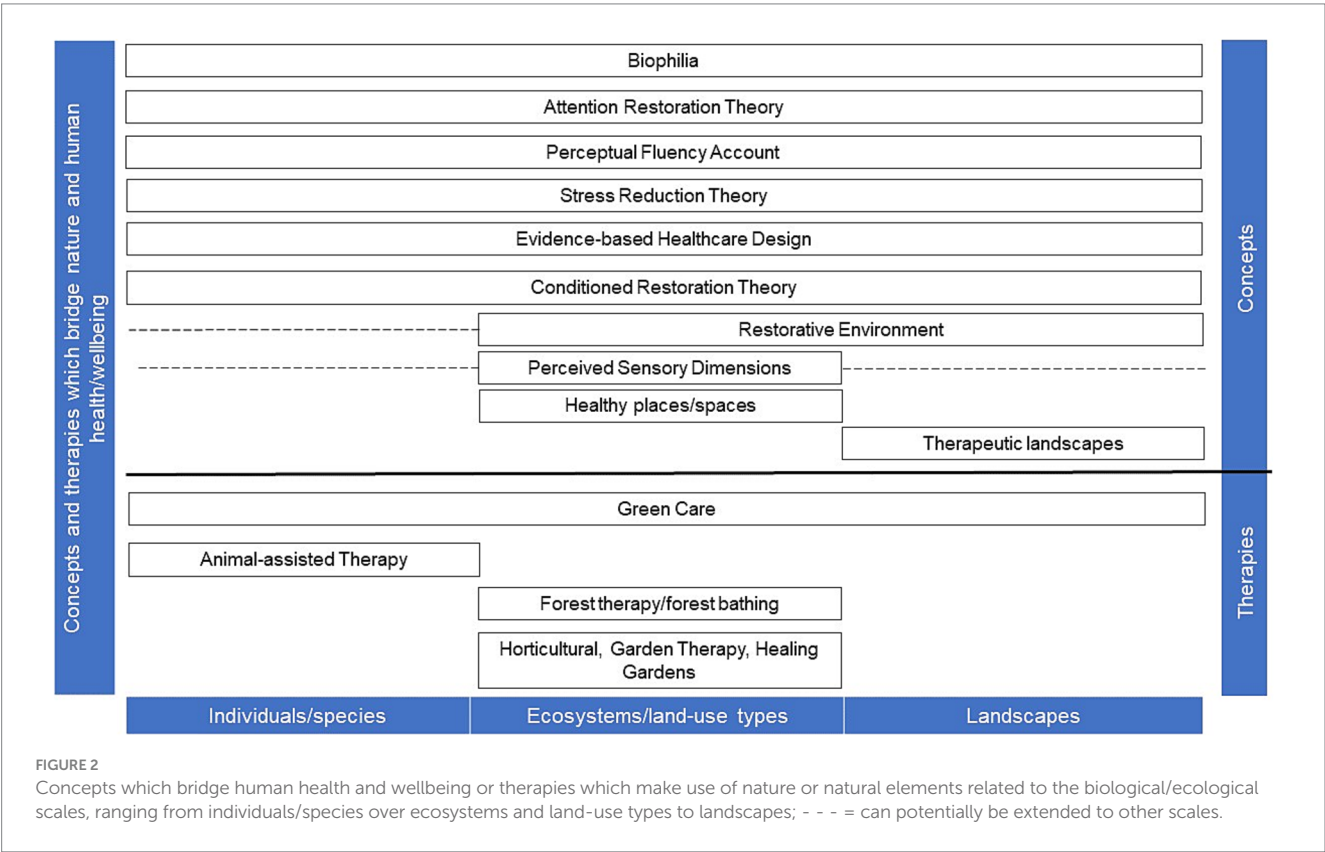 Concepts and therapies which bridge nature and human
health/wellbeing
Biophilia
Attention Restoration Theory
Perceptual Fluency Account
Stress Reduction Theory
Evidence-based Healthcare Design
Conditioned Restoration Theory
Restorative Environment
Perceived Sensory Dimensions
Healthy places/spaces
Therapeutic landscapes
Concepts
Green Care
Animal-assisted Therapy
Forest therapy/forest bathing
Horticultural, Garden Therapy, Healing
Gardens
Therapies
Individuals/species
Ecosystems/land-use types
Landscapes
FIGURE 2
Concepts which bridge human health and wellbeing or therapies which make use of nature or natural elements related to the biological/ecological
scales, ranging from individuals/species over ecosystems and land-use types to landscapes; - - - = can potentially be extended to other scales.